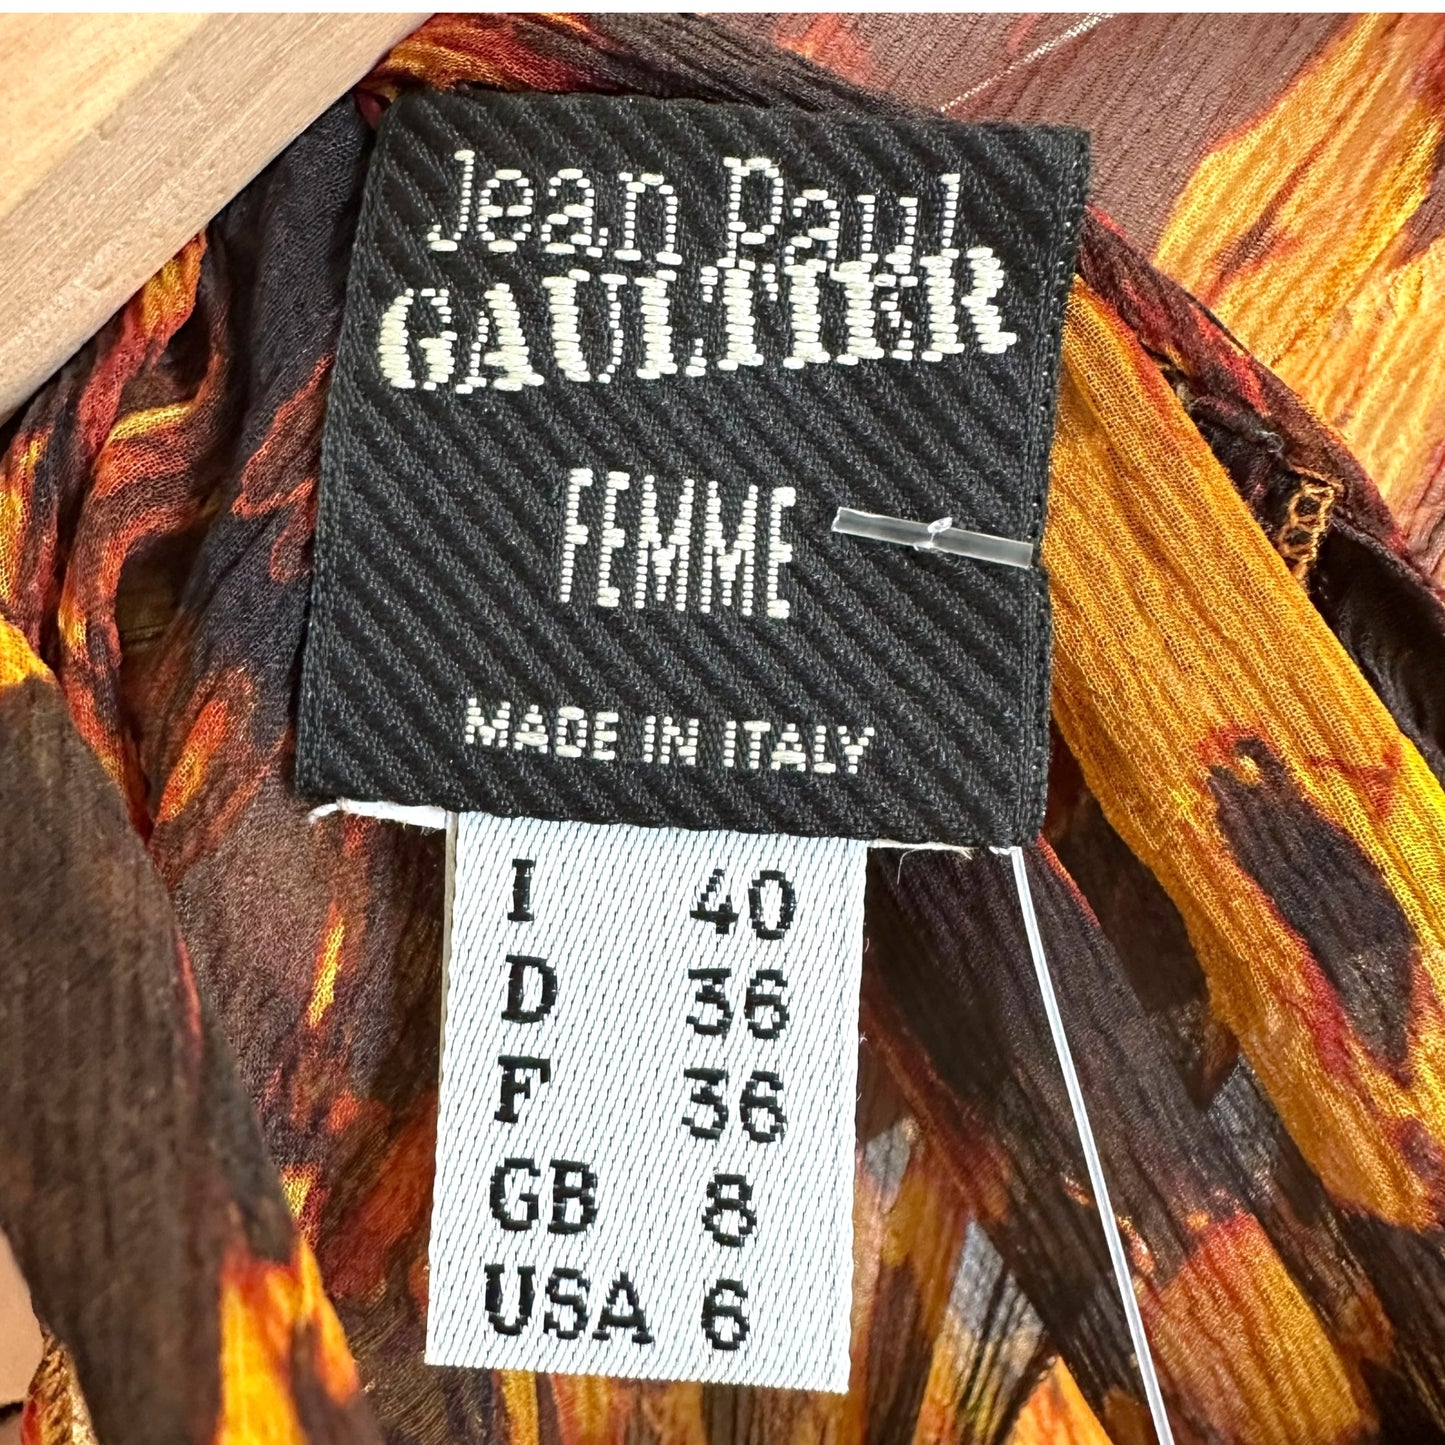 Jean Paul
GAULTIER
FEMME
MADE IN ITALY
I 40
D 36
F 36
GB 8
USA 6